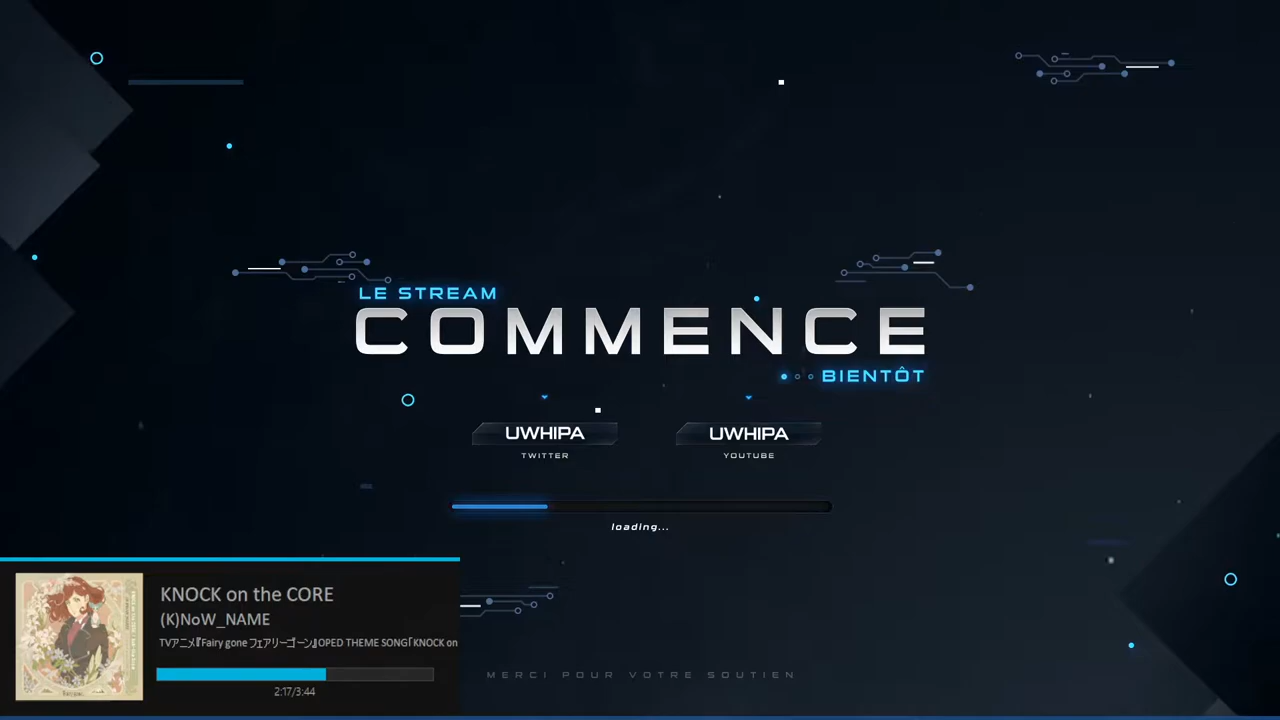 LE STREAM
COMMENCE
BIENTÔT
UWHIPA
TWITTER
UWHIPA
YOUTUBE
loading...
KNOCK on the CORE
(K)NoW_NAME
TVアニメ『Fairy gone フェアリーゴーン』OPED THEME SONG「KNOCK on
2:17/3:44
MERCI POUR VOTRE SOUTIEN